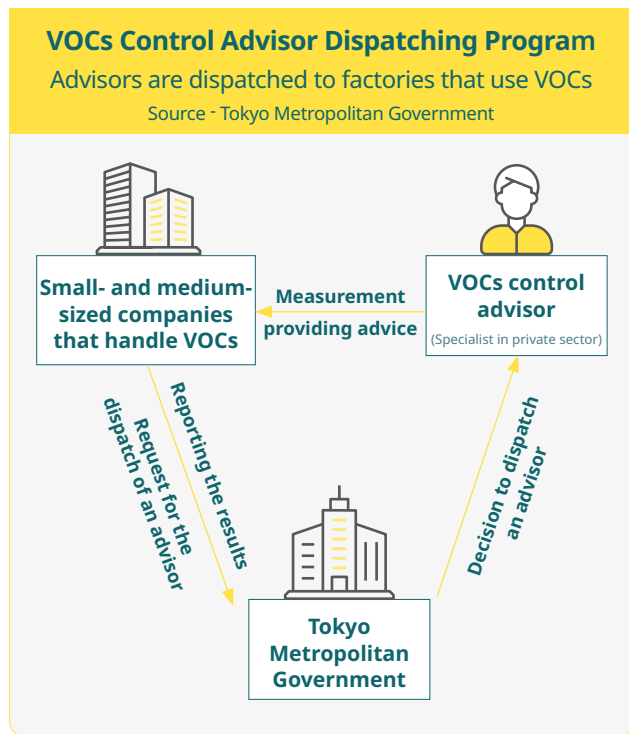 VOCs Control Advisor Dispatching Program
Advisors are dispatched to factories that use VOCs
Source - Tokyo Metropolitan Government
Small- and medium-
sized companies
that handle VOCs
Measurement
providing advice
VOCs control
advisor
(Specialist in private sector)
Reporting the results
Request for the
dispatch of an advisor
Decision to dispatch
an advisor
Tokyo
Metropolitan
Government